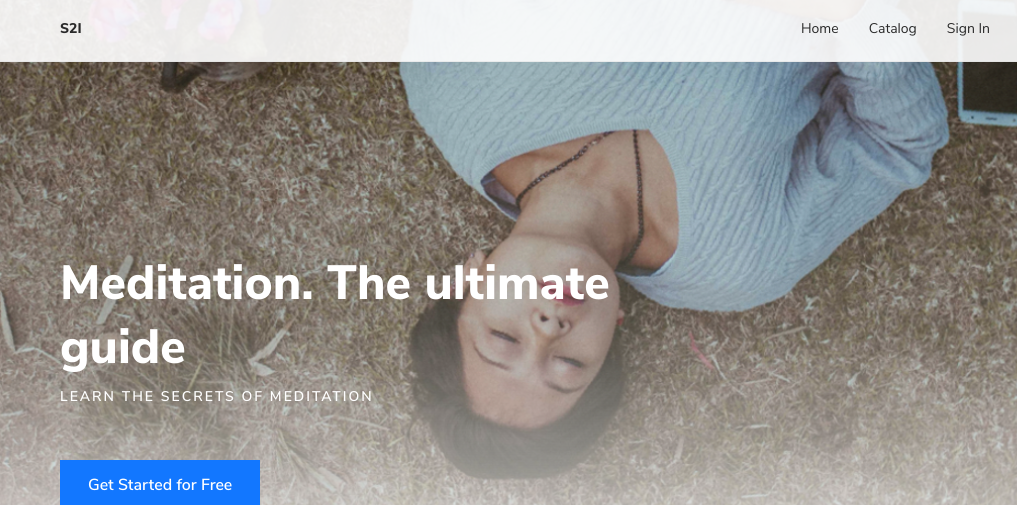 S2I
Home Catalog Sign In
Meditation. The ultimate
guide
LEARN THE SECRETS OF MEDITATION
Get Started for Free